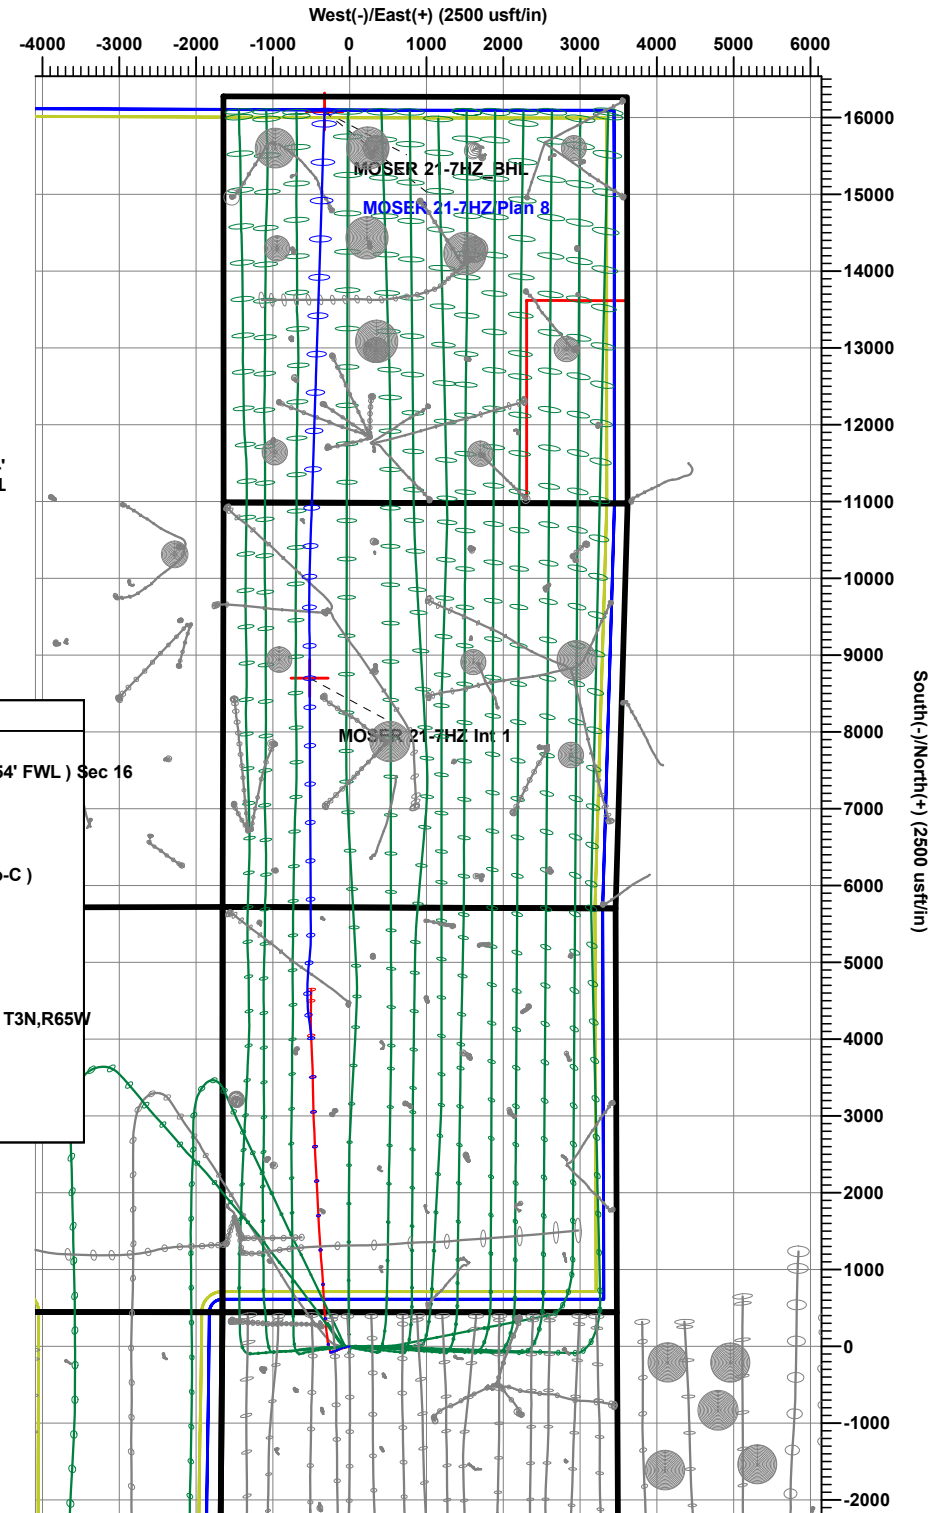 West(-)/East(+) (2500 usft/in)
-4000 -3000 -2000 -1000 0 1000 2000 3000 4000 5000 6000
16000
MOSER 21-7HZ_BHL
15000
MOSER 21-7HZ/Plan 8
14000
13000
12000
L
11000
10000
9000
South(-)/North(+) (2500 usft/in)
8000
MOSER 21-7HZ Int 1
54' FWL ) Sec 16
7000
o-C )
6000
5000
T3N,R65W
4000
3000
2000
1000
0
-1000
-2000